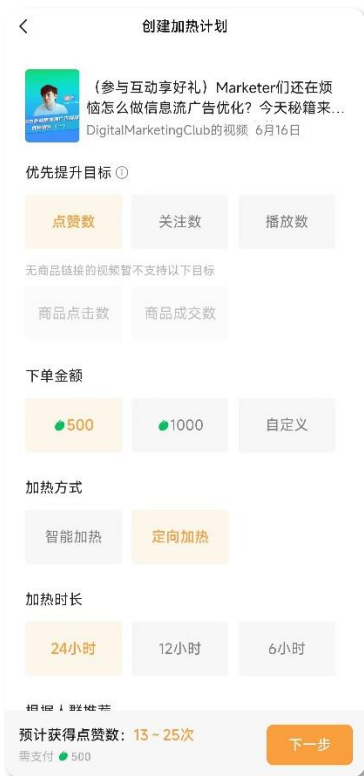 创建加热计划
（参与互动享好礼）Marketer们还在烦
恼怎么做信息流广告优化？今天秘籍来...
DigitalMarketingClub的视频 6月16日
优先提升目标
点赞数 关注数 播放数
无商品链接的视频暂不支持以下目标
商品点击数 商品成交数
下单金额
500 1000 自定义
加热方式
智能加热 定向加热
加热时长
24小时 12小时 6小时
根据人群推荐
预计获得点赞数：13 ~ 25次
需支付 500
下一步